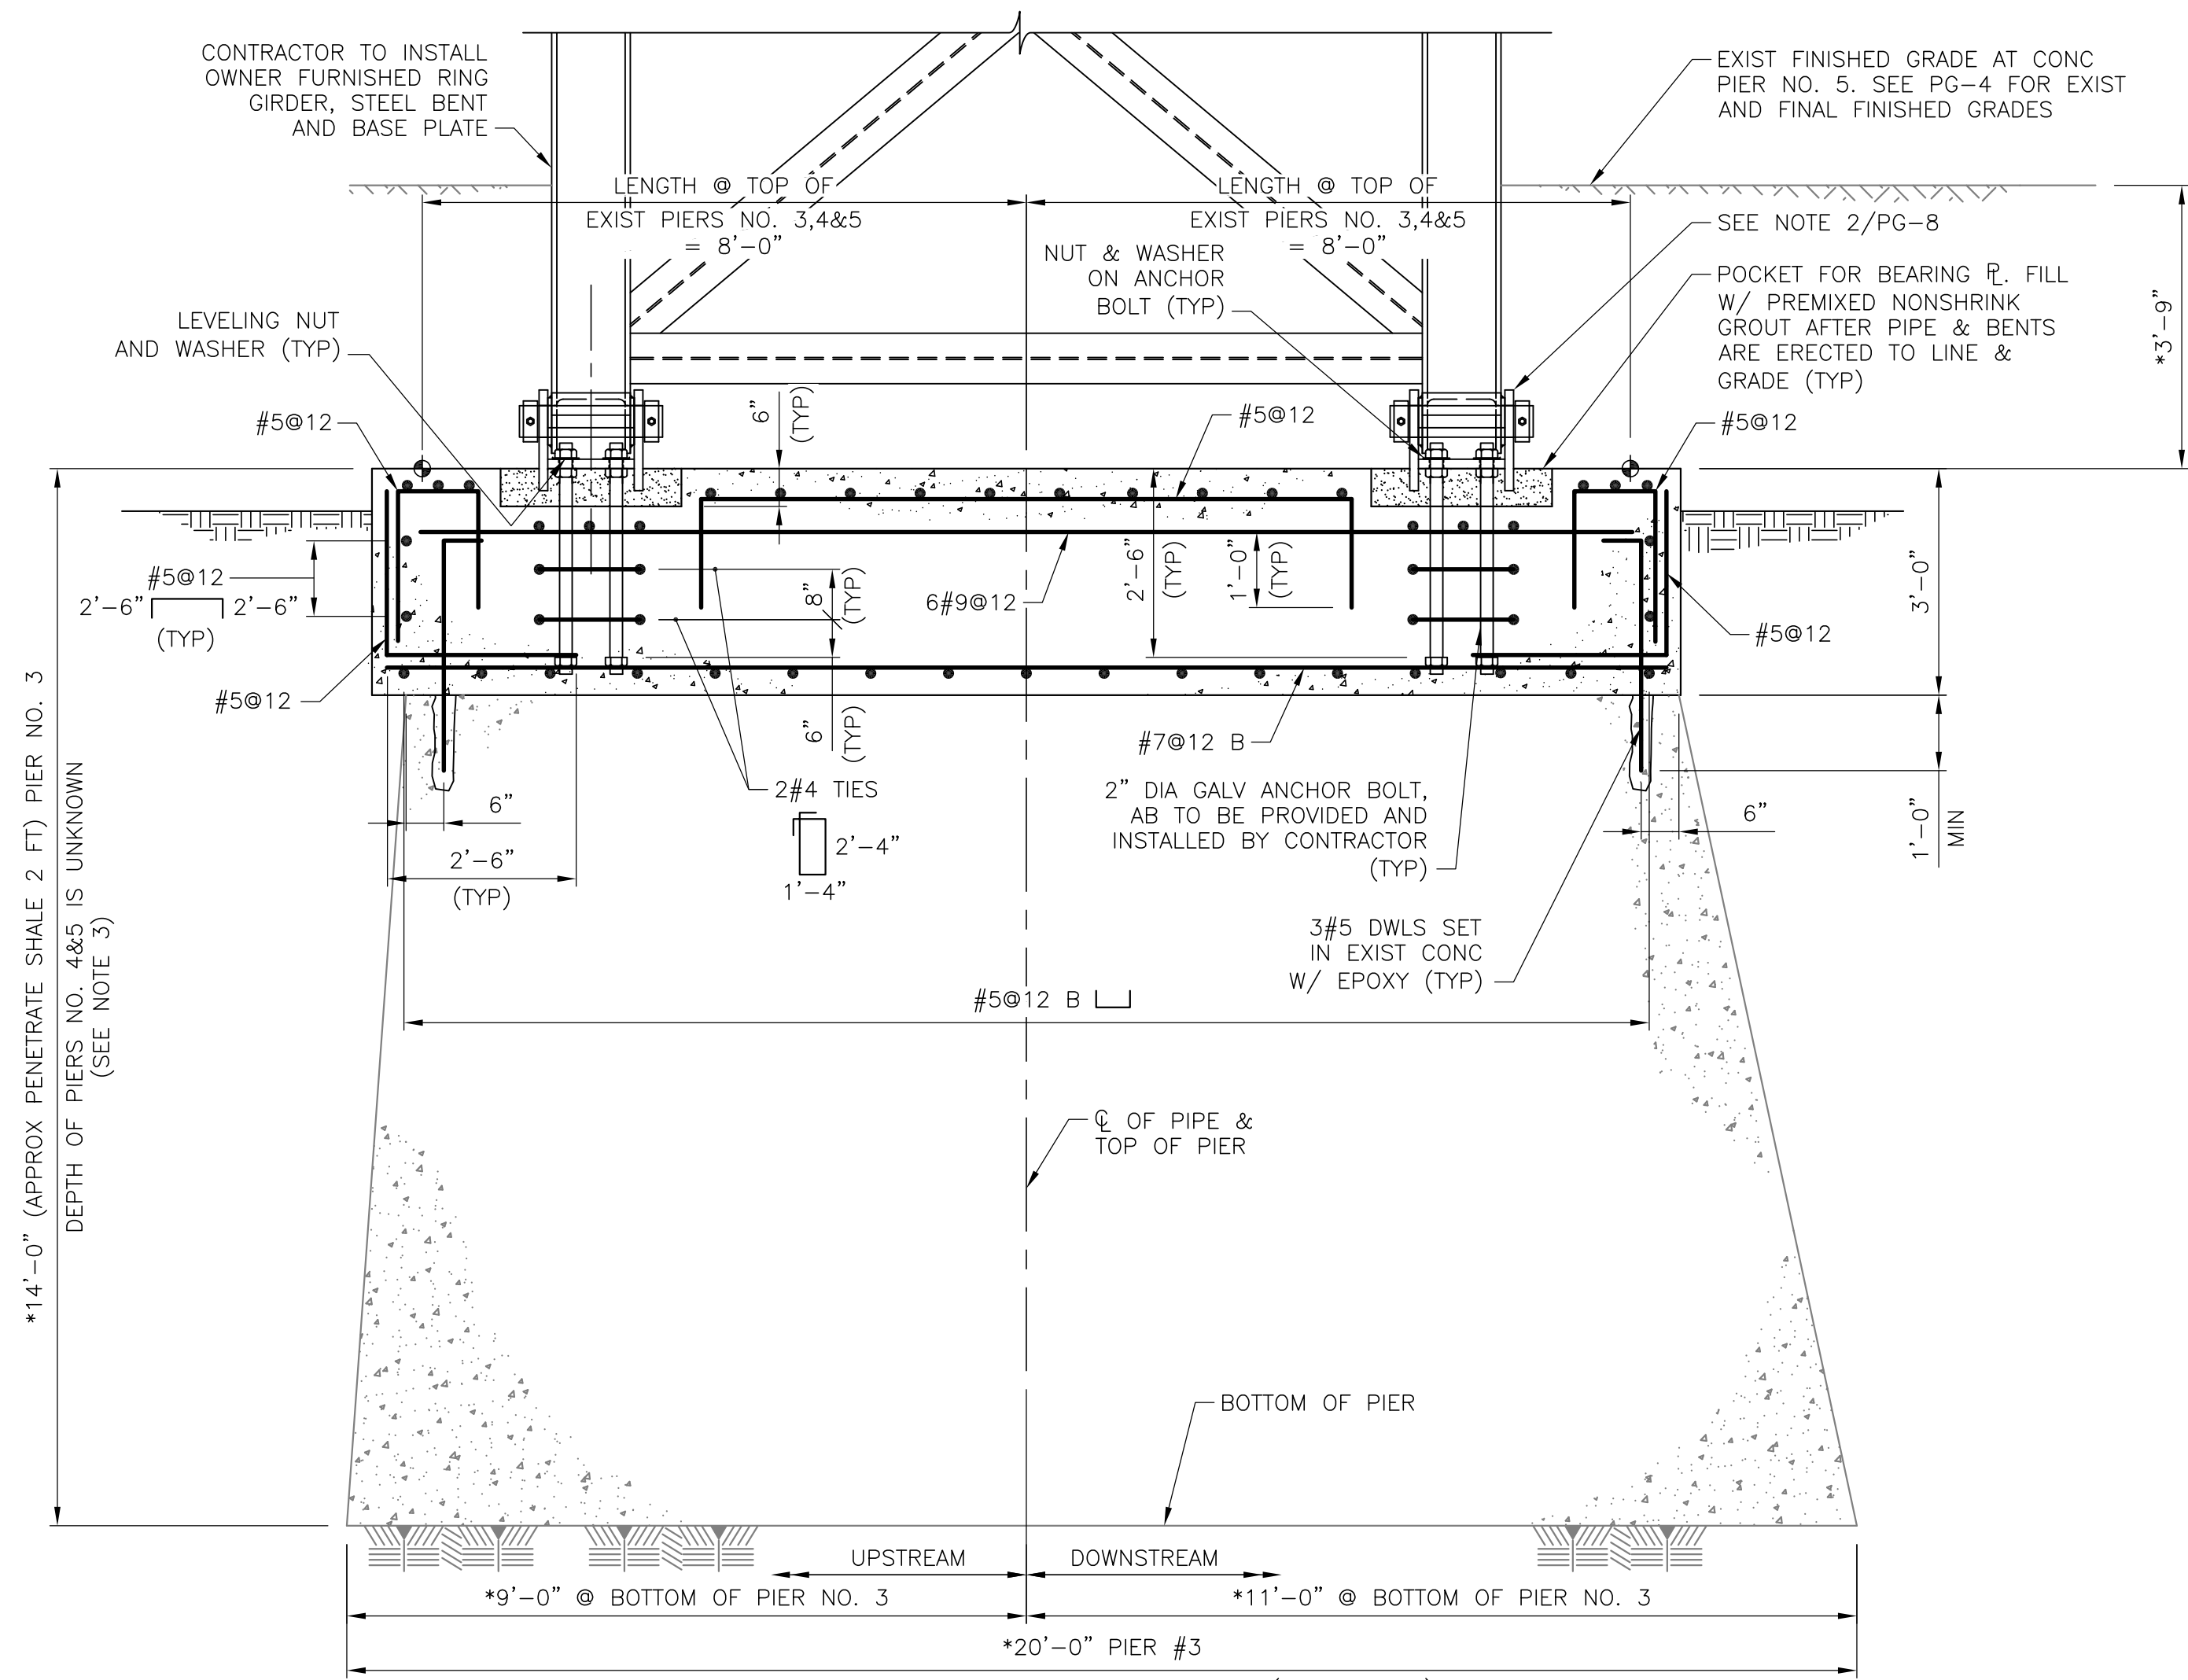 CONTRACTOR TO INSTALL
OWNER FURNISHED RING
GIRDER, STEEL BENT
AND BASE PLATE
EXIST FINISHED GRADE AT CONC
PIER NO. 5. SEE PG-4 FOR EXIST
AND FINAL FINISHED GRADES
LENGTH @ TOP OF
EXIST PIERS NO. 3,4&5
= 8'-0"
LENGTH @ TOP OF
EXIST PIERS NO. 3,4&5
= 8'-0"
SEE NOTE 2/PG-8
NUT & WASHER
ON ANCHOR
BOLT (TYP)
POCKET FOR BEARING ℙL. FILL
W/ PREMIXED NONSHRINK
GROUT AFTER PIPE & BENTS
ARE ERECTED TO LINE &
GRADE (TYP)
*3'-9"
LEVELING NUT
AND WASHER (TYP)
#5@12
6"
(TYP)
#5@12
#5@12
#5@12
2'-6" 2'-6"
(TYP)
8"
(TYP)
6#9@12
2'-6"
(TYP)
1'-0"
(TYP)
3'-0"
#5@12
#5@12
6"
(TYP)
#7@12 B
2#4 TIES
2'-4"
1'-4"
6"
2'-6"
(TYP)
2" DIA GALV ANCHOR BOLT,
AB TO BE PROVIDED AND
INSTALLED BY CONTRACTOR
(TYP)
6"
1'-0"
MIN
3#5 DWLS SET
IN EXIST CONC
W/ EPOXY (TYP)
#5@12 B
*14'-0" (APPROX PENETRATE SHALE 2 FT) PIER NO. 3
DEPTH OF PIERS NO. 4&5 IS UNKNOWN
(SEE NOTE 3)
℄ OF PIPE &
TOP OF PIER
BOTTOM OF PIER
UPSTREAM
DOWNSTREAM
*9'-0" @ BOTTOM OF PIER NO. 3
*11'-0" @ BOTTOM OF PIER NO. 3
*20'-0" PIER #3